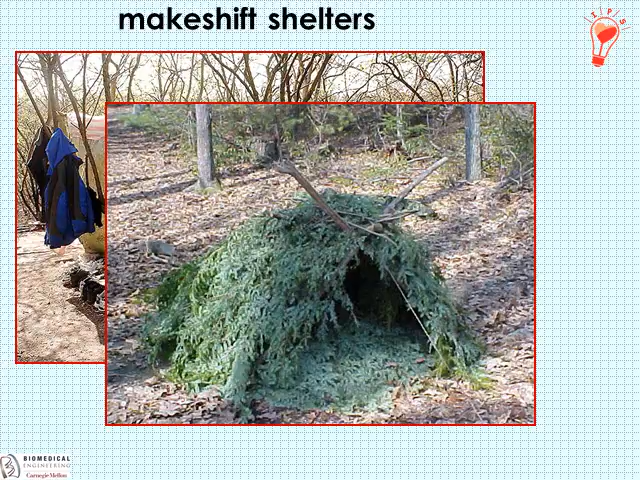 makeshift shelters
I P S
BIOMEDICAL
ENGINEERING
Carnegie Mellon